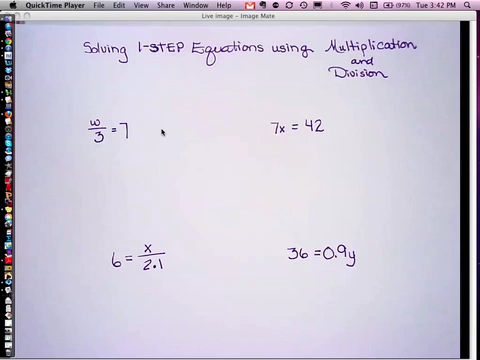 QuickTime Player File Edit View Share Window Help (97%) Tue 3:42 PM
Live image - Image Mate
Solving 1-STEP Equations using Multiplication
and
Division
w/3 = 7
7x = 42
6 = x/2.1
36 = 0.9y